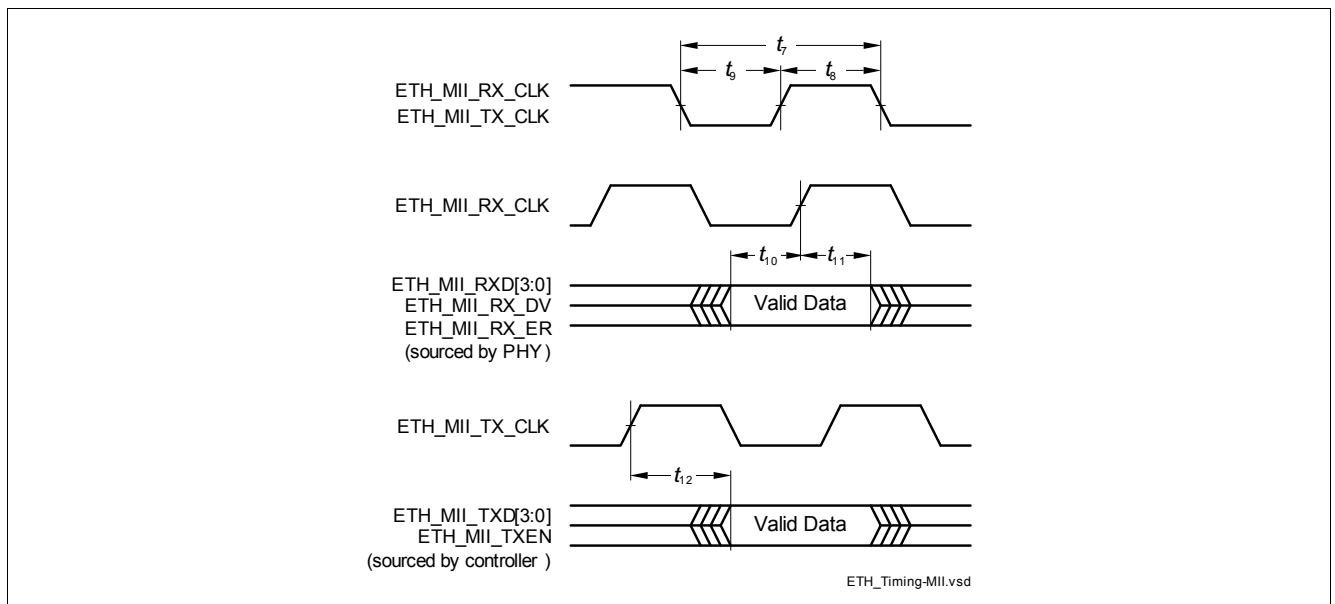 t7
t9
t8
ETH_MII_RX_CLK
ETH_MII_TX_CLK
ETH_MII_RX_CLK
t10
t11
ETH_MII_RXD[3:0]
ETH_MII_RX_DV
Valid Data
ETH_MII_RX_ER
(sourced by PHY )
ETH_MII_TX_CLK
t12
ETH_MII_TXD[3:0]
Valid Data
ETH_MII_TXEN
(sourced by controller )
ETH_Timing-MII.vsd